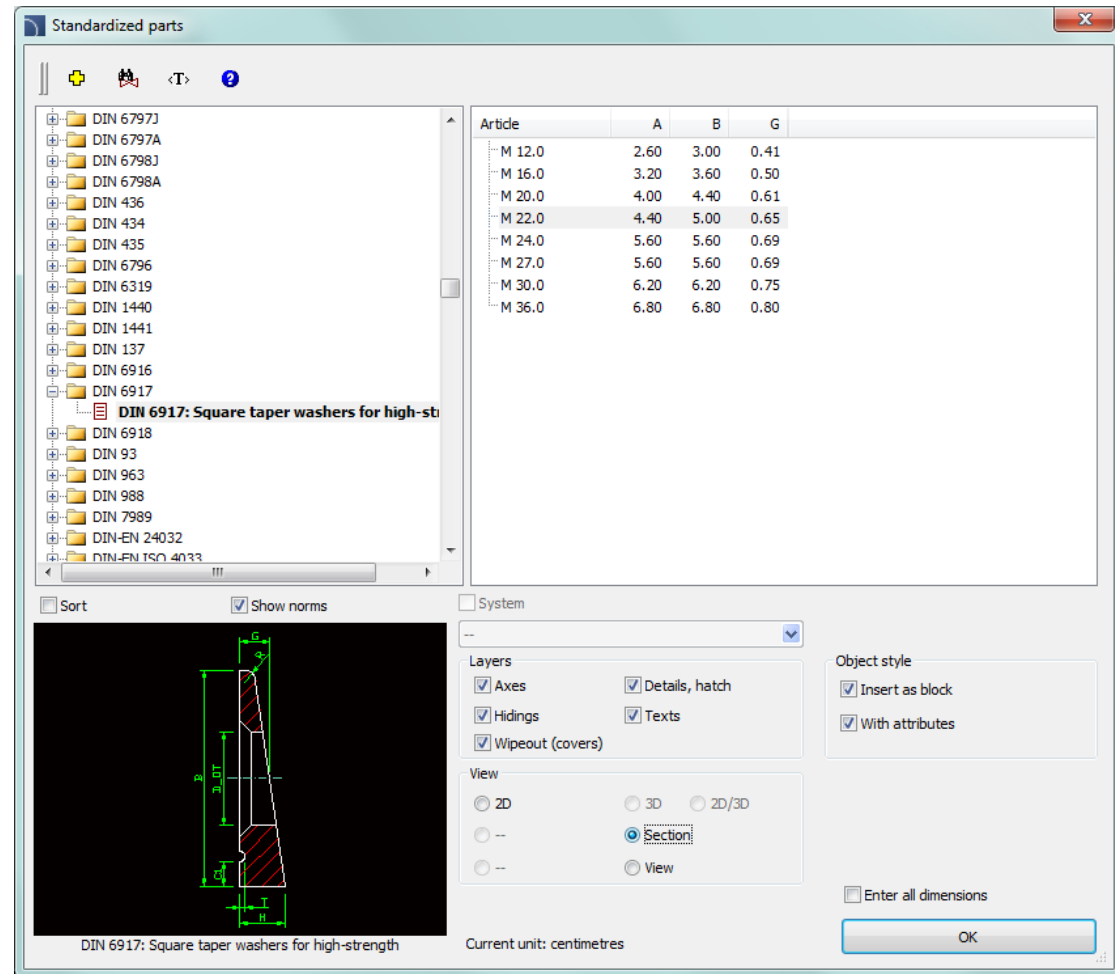 Standardized parts
<T>
DIN 6797J
DIN 6797A
DIN 6798J
DIN 6798A
DIN 436
DIN 434
DIN 435
DIN 6796
DIN 6319
DIN 1440
DIN 1441
DIN 137
DIN 6916
DIN 6917
DIN 6917: Square taper washers for high-str
DIN 6918
DIN 93
DIN 963
DIN 988
DIN 7989
DIN-EN 24032
DIN-EN ISO 4033
Article A B G
M 12.0 2.60 3.00 0.41
M 16.0 3.20 3.60 0.50
M 20.0 4.00 4.40 0.61
M 22.0 4.40 5.00 0.65
M 24.0 5.60 5.60 0.69
M 27.0 5.60 5.60 0.69
M 30.0 6.20 6.20 0.75
M 36.0 6.80 6.80 0.80
Sort Show norms
G
B
D_DT
T
H
DIN 6917: Square taper washers for high-strength
System
--
Layers
Axes Details, hatch
Hidings Texts
Wipeout (covers)
View
2D 3D 2D/3D
-- Section
-- View
Current unit: centimetres
Object style
Insert as block
With attributes
Enter all dimensions
OK